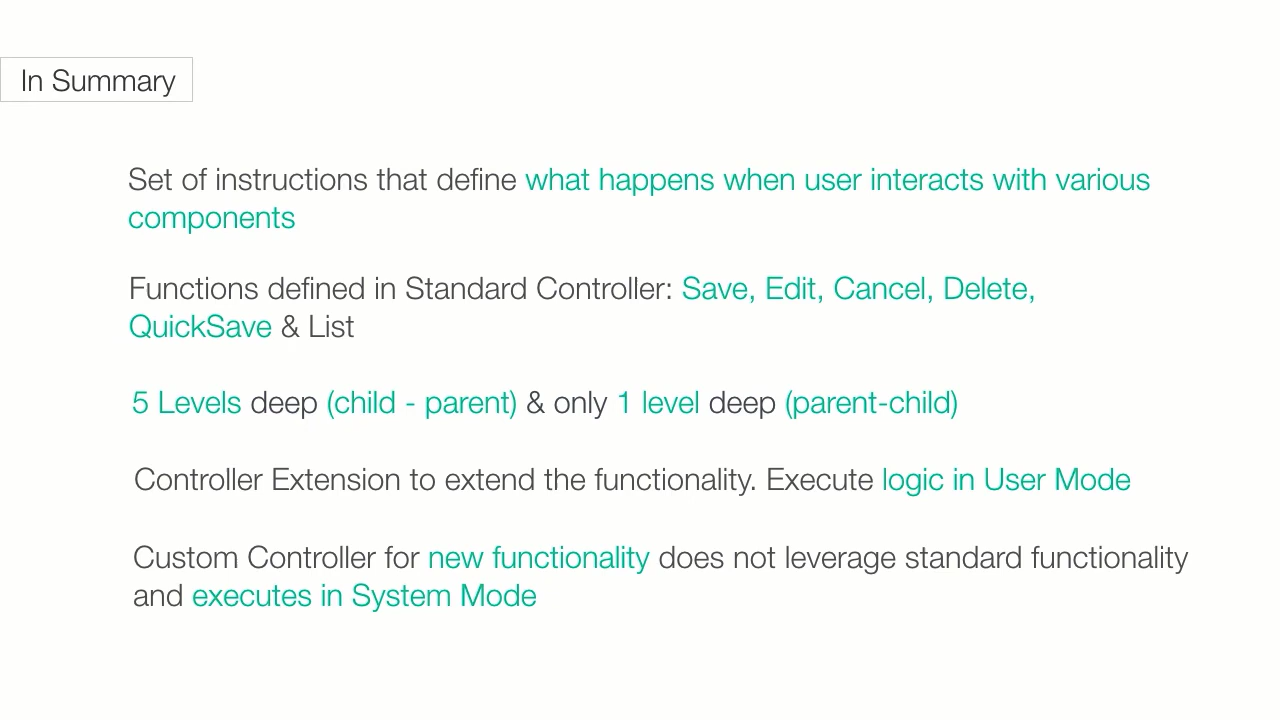 In Summary
Set of instructions that define what happens when user interacts with various
components
Functions defined in Standard Controller: Save, Edit, Cancel, Delete,
QuickSave & List
5 Levels deep (child - parent) & only 1 level deep (parent-child)
Controller Extension to extend the functionality. Execute logic in User Mode
Custom Controller for new functionality does not leverage standard functionality
and executes in System Mode